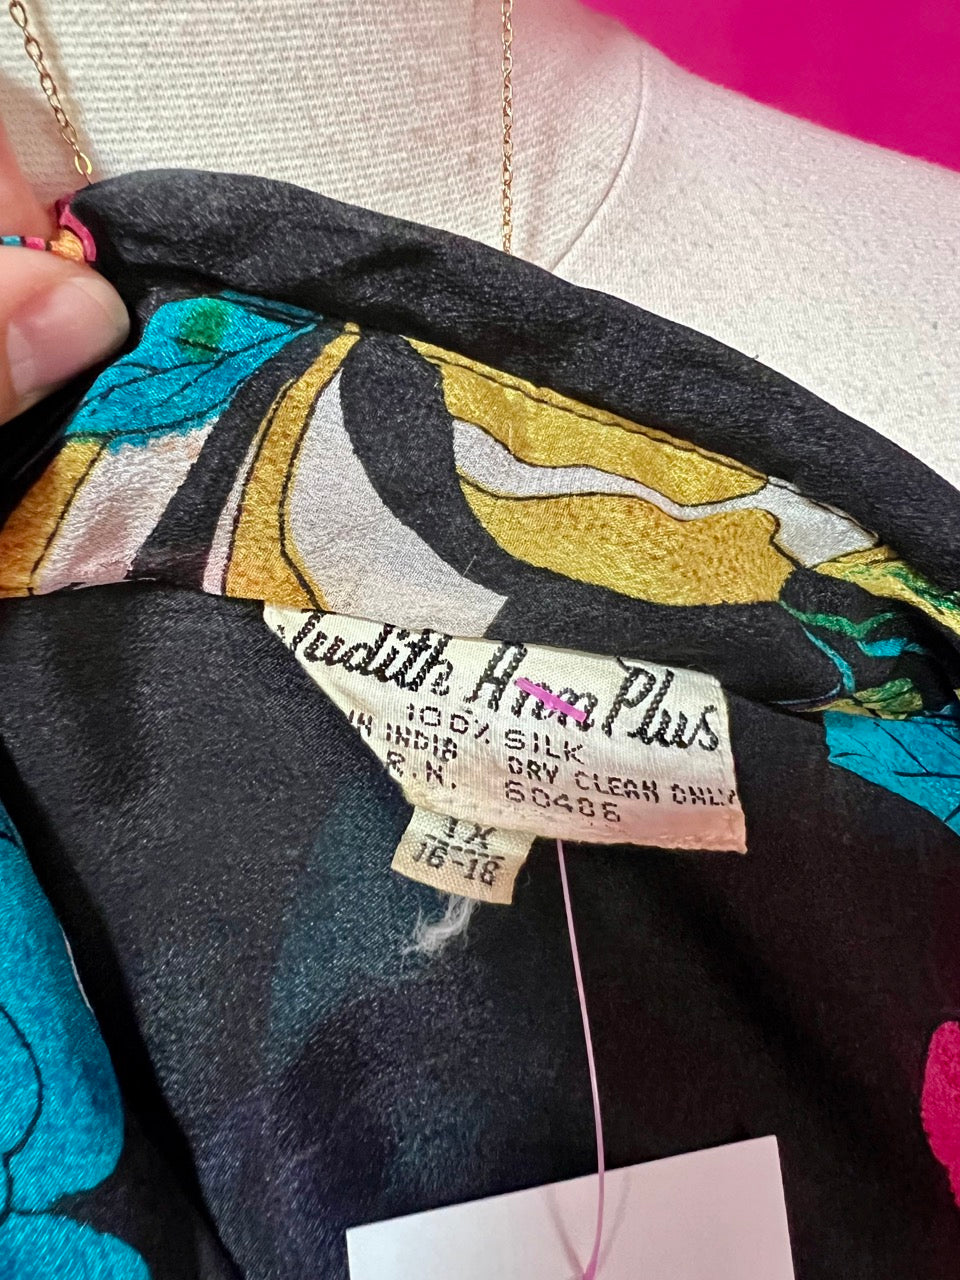 Judith Ann Plus
100% SILK
IN INDIA
DRY CLEAN ONLY
R.N. 60406
1X
16-18